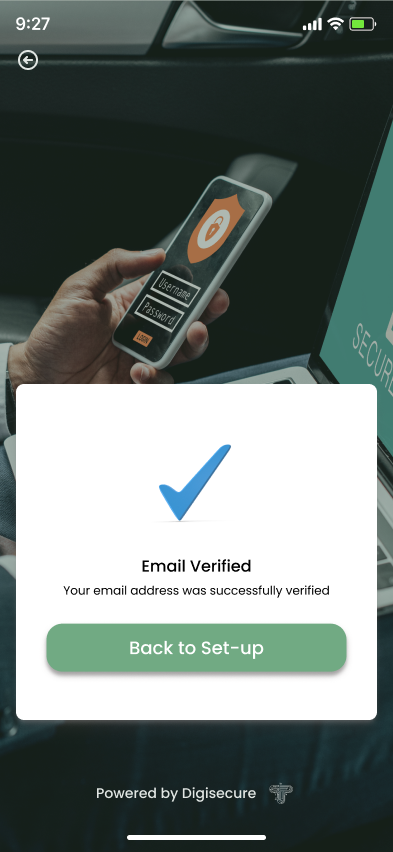 9:27
Username
Password
LOGIN
SECURE
Email Verified
Your email address was successfully verified
Back to Set-up
Powered by Digisecure